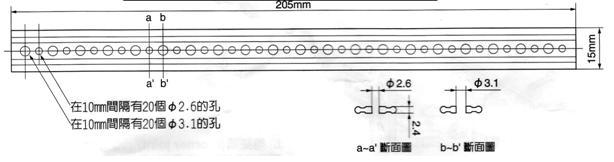 205mm
a b
15mm
a' b'
在10mm間隔有20個φ2.6的孔
在10mm間隔有20個φ3.1的孔
φ2.6
φ3.1
2.4
a~a' 斷面圖
b~b' 斷面圖